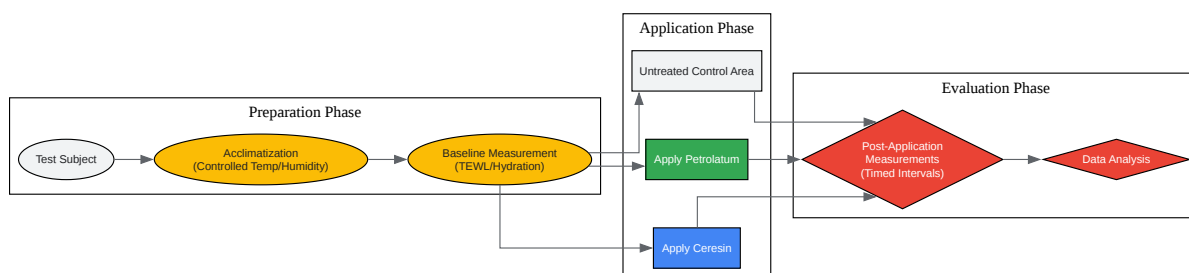 Preparation Phase
Test Subject
Acclimatization
(Controlled Temp/Humidity)
Baseline Measurement
(TEWL/Hydration)
Application Phase
Untreated Control Area
Apply Petrolatum
Apply Ceresin
Evaluation Phase
Post-Application
Measurements
(Timed Intervals)
Data Analysis